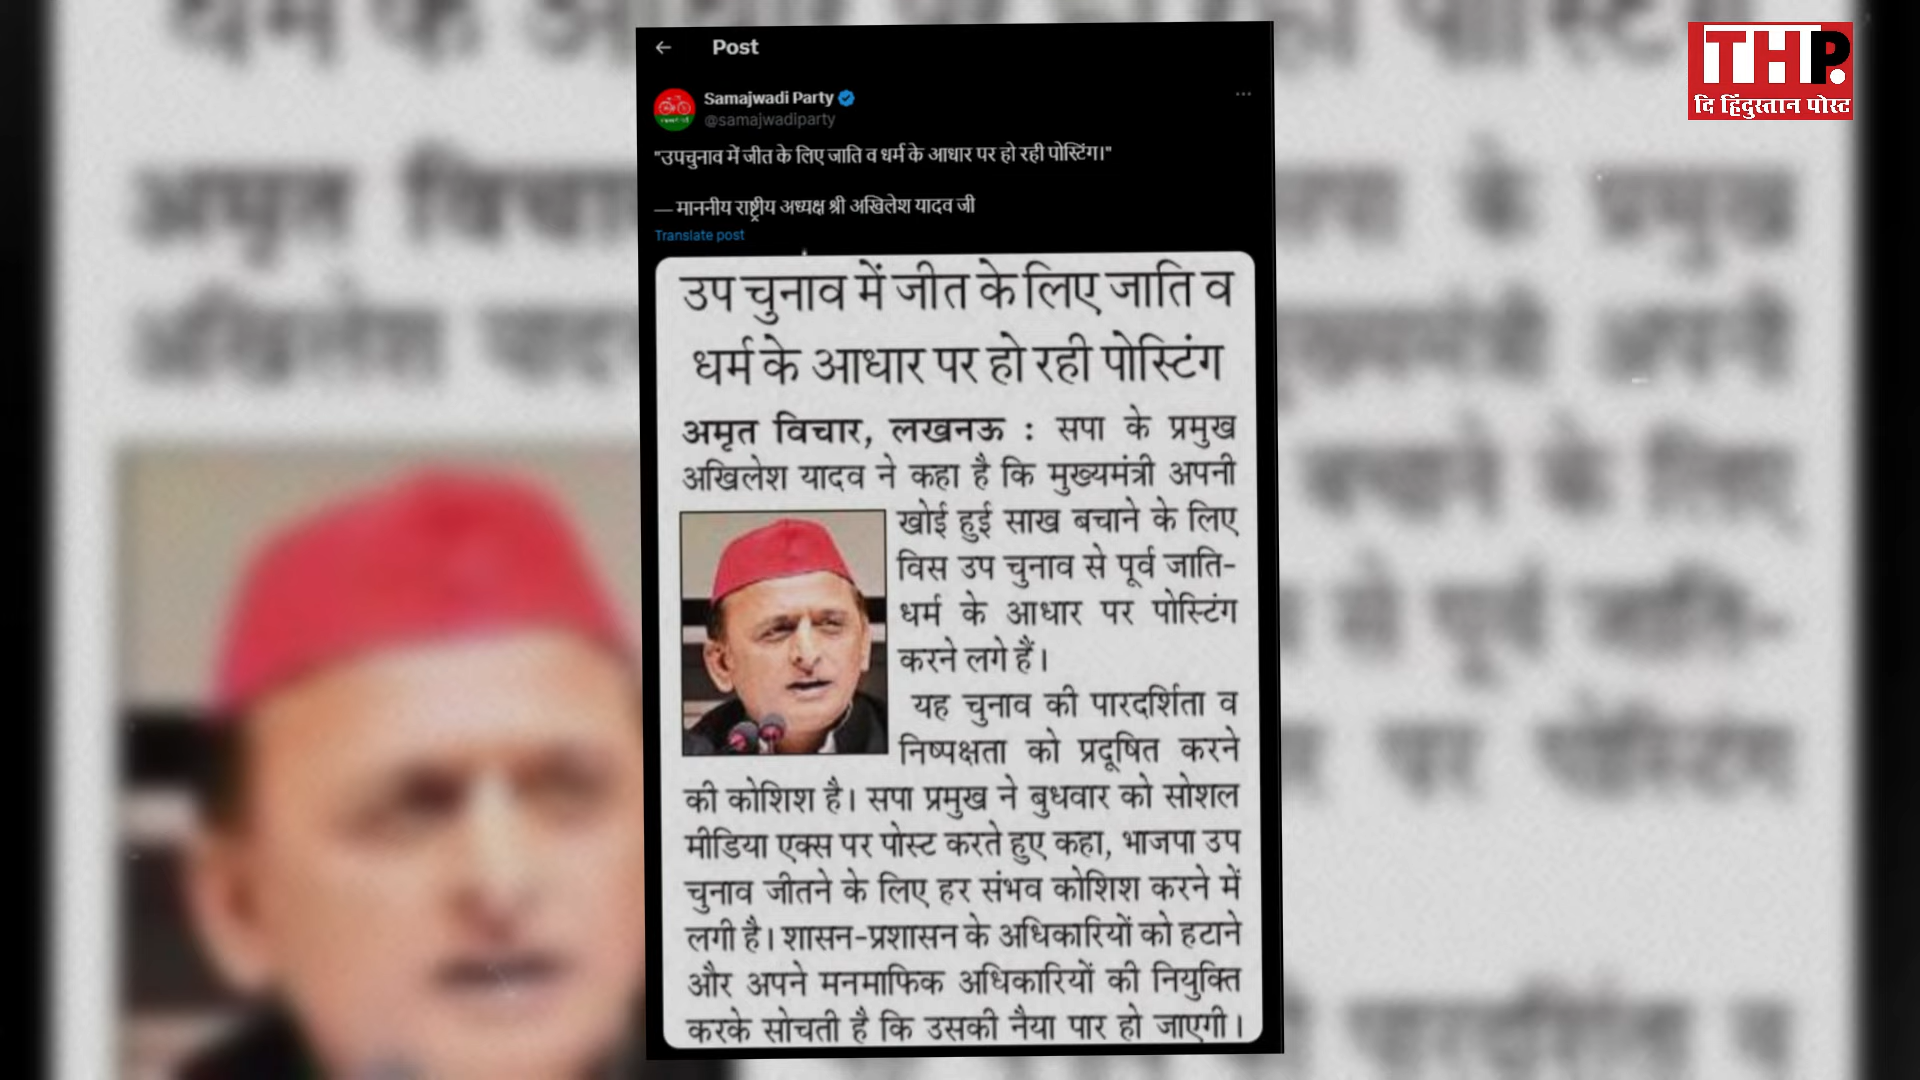 Post
Samajwadi Party
@samajwadiparty
"उपचुनाव में जीत के लिए जाति व धर्म के आधार पर हो रही पोस्टिंग।"
— माननीय राष्ट्रीय अध्यक्ष श्री अखिलेश यादव जी
Translate post
उप चुनाव में जीत के लिए जाति व
धर्म के आधार पर हो रही पोस्टिंग
अमृत विचार, लखनऊ : सपा के प्रमुख
अखिलेश यादव ने कहा है कि मुख्यमंत्री अपनी
खोई हुई साख बचाने के लिए
विस उप चुनाव से पूर्व जाति-
धर्म के आधार पर पोस्टिंग
करने लगे हैं।
यह चुनाव की पारदर्शिता व
निष्पक्षता को प्रदूषित करने
की कोशिश है। सपा प्रमुख ने बुधवार को सोशल
मीडिया एक्स पर पोस्ट करते हुए कहा, भाजपा उप
चुनाव जीतने के लिए हर संभव कोशिश करने में
लगी है। शासन-प्रशासन के अधिकारियों को हटाने
और अपने मनमाफिक अधिकारियों की नियुक्ति
करके सोचती है कि उसकी नैया पार हो जाएगी।
THP.
दि हिंदुस्तान पोस्ट